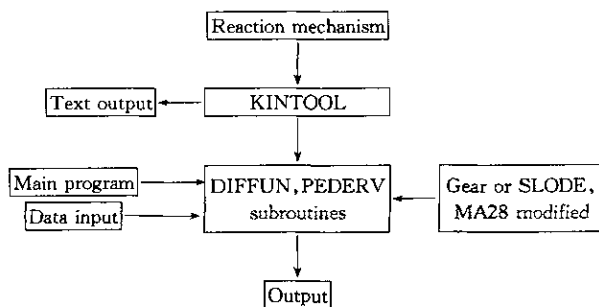 Reaction mechanism
Text output
KINTOOL
Main program
Data input
DIFFUN, PEDERV
subroutines
Gear or SLODE,
MA28 modified
Output